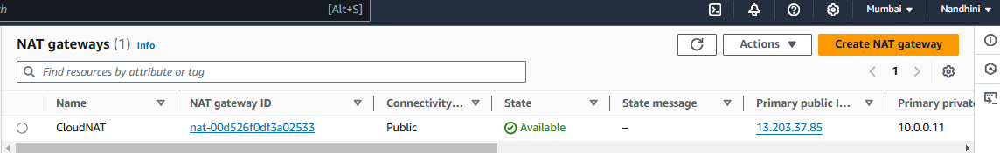 [Alt+S] Mumbai Nandhini
NAT gateways (1) Info Actions Create NAT gateway
Find resources by attribute or tag 1
Name NAT gateway ID Connectivity... State State message Primary public I... Primary private
CloudNAT nat-00d526f0df3a02533 Public Available – 13.203.37.85 10.0.0.11